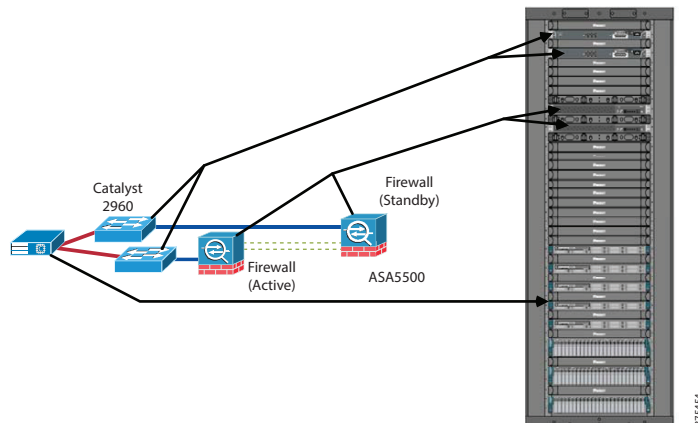 Catalyst
2960
Firewall
(Standby)
Firewall
(Active)
ASA5500